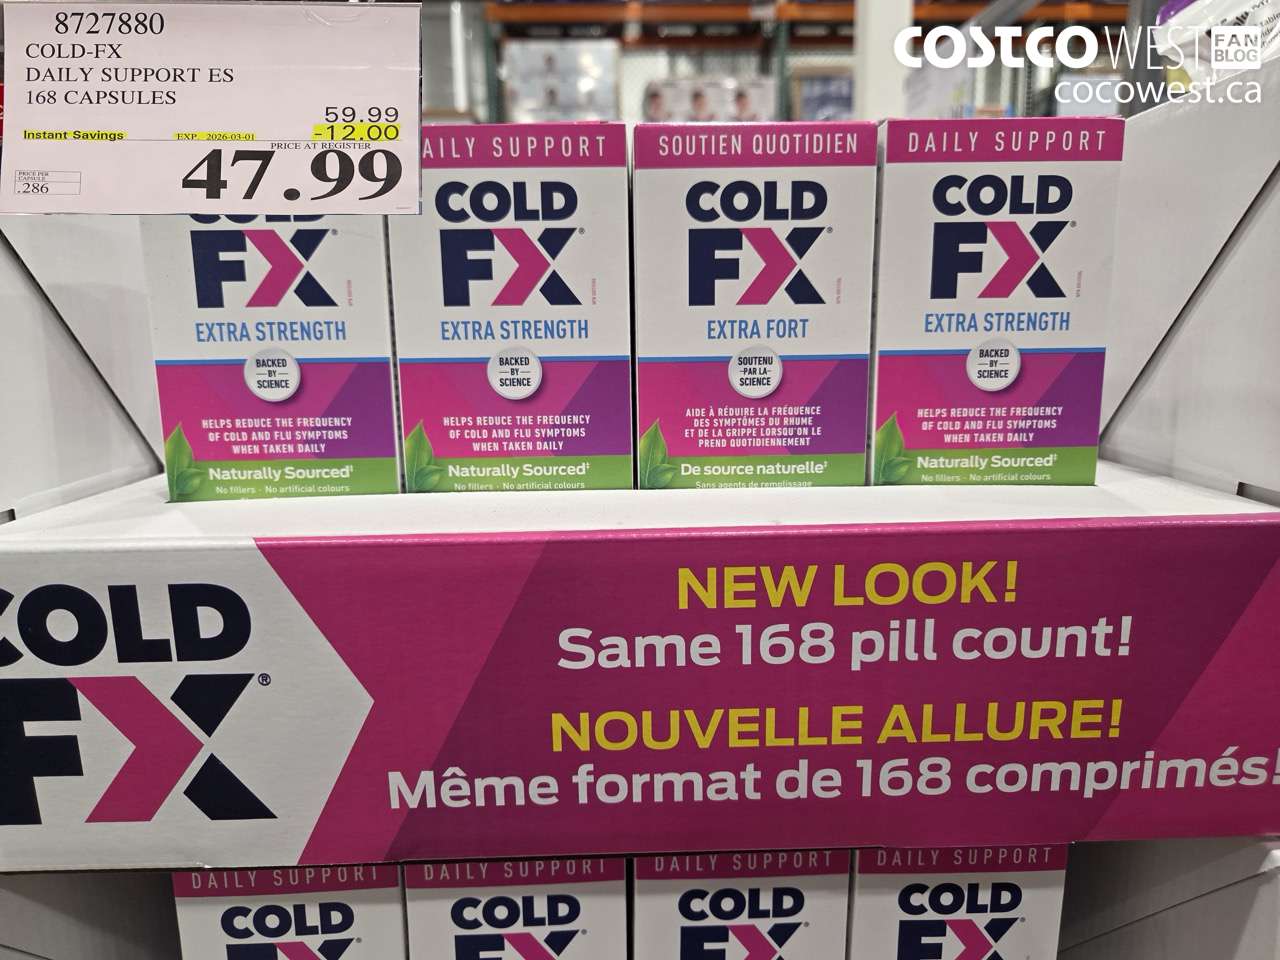 8727880
COLD-FX
DAILY SUPPORT ES
168 CAPSULES
59.99
Instant Savings EXP. 2026-03-01 -12.00
PRICE AT REGISTER
47.99
PRICE PER
CAPSULE
.286
COSTCO WEST FAN BLOG
cocowest.ca
COLD
FX
EXTRA STRENGTH
BACKED
BY
SCIENCE
HELPS REDUCE THE FREQUENCY
OF COLD AND FLU SYMPTOMS
WHEN TAKEN DAILY
Naturally Sourced‡
No fillers - No artificial colours
AILY SUPPORT
COLD
FX®
EXTRA STRENGTH
BACKED
BY
SCIENCE
HELPS REDUCE THE FREQUENCY
OF COLD AND FLU SYMPTOMS
WHEN TAKEN DAILY
Naturally Sourced‡
No fillers - No artificial colours
SOUTIEN QUOTIDIEN
COLD
FX®
EXTRA FORT
SOUTENU
PAR LA
SCIENCE
AIDE À RÉDUIRE LA FRÉQUENCE
DES SYMPTÔMES DU RHUME
ET DE LA GRIPPE LORSQU'ON LE
PREND QUOTIDIENNEMENT
De source naturelle‡
Sans agents de remplissage
DAILY SUPPORT
COLD
FX®
EXTRA STRENGTH
BACKED
BY
SCIENCE
HELPS REDUCE THE FREQUENCY
OF COLD AND FLU SYMPTOMS
WHEN TAKEN DAILY
Naturally Sourced‡
No fillers - No artificial colours
COLD
FX®
NEW LOOK!
Same 168 pill count!
NOUVELLE ALLURE!
Même format de 168 comprimés!
DAILY SUPPORT
COLD
FX
DAILY SUPPORT
COLD
FX
DAILY SUPPORT
COLD
FX
DAILY SUPPORT
COLD
FX